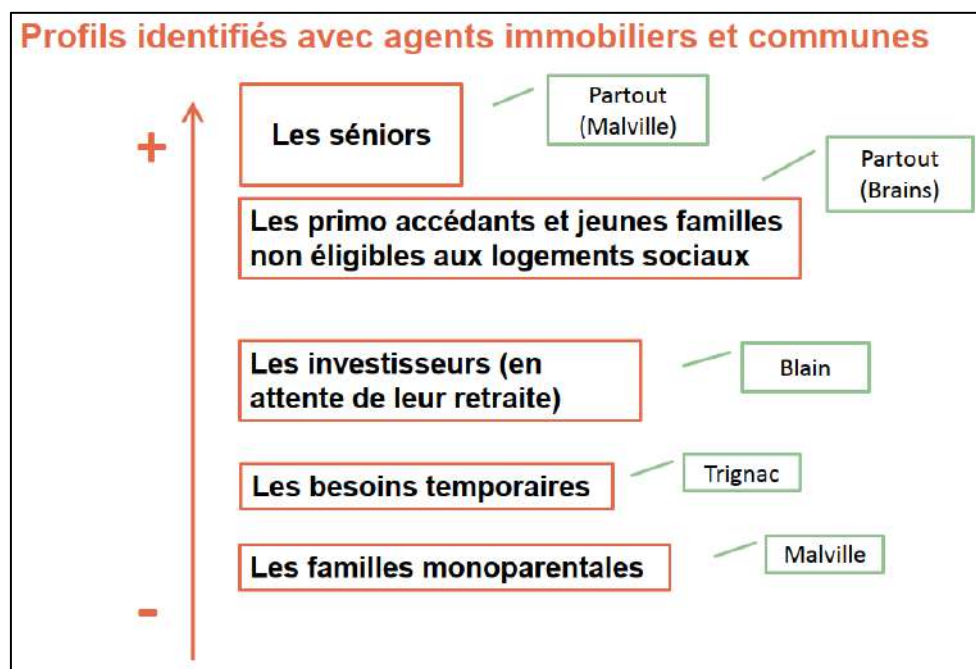 Profils identifiés avec agents immobiliers et communes
+
Les séniors
Partout
(Malville)
Partout
(Brains)
Les primo accédants et jeunes familles
non éligibles aux logements sociaux
Les investisseurs (en
attente de leur retraite)
Blain
Les besoins temporaires
Trignac
Les familles monoparentales
Malville
-